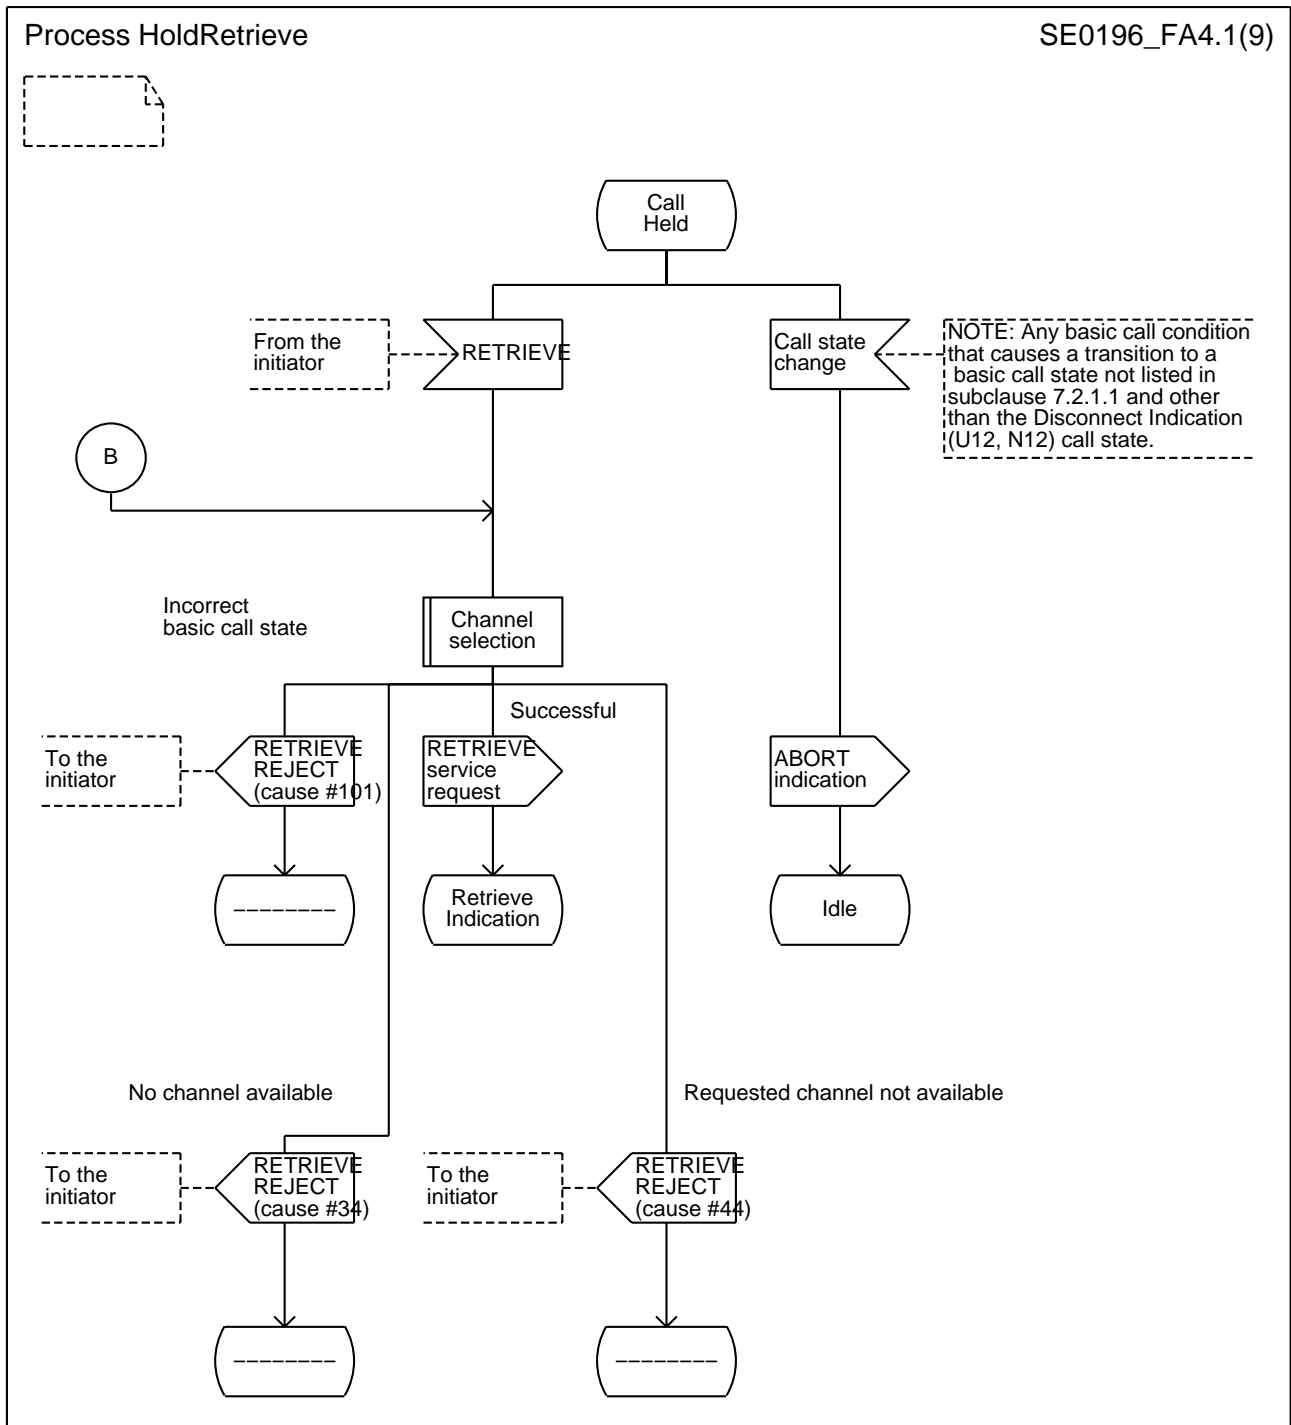 Process HoldRetrieve
SE0196_FA4.1(9)
Call
Held
From the
initiator
RETRIEVE
Call state
change
NOTE: Any basic call condition
that causes a transition to a
basic call state not listed in
subclause 7.2.1.1 and other
than the Disconnect Indication
(U12, N12) call state.
B
Incorrect
basic call state
Channel
selection
Successful
To the
initiator
RETRIEVE
REJECT
(cause #101)
RETRIEVE
service
request
ABORT
indication
________
Retrieve
Indication
Idle
No channel available
Requested channel not available
To the
initiator
RETRIEVE
REJECT
(cause #34)
To the
initiator
RETRIEVE
REJECT
(cause #44)
________
________